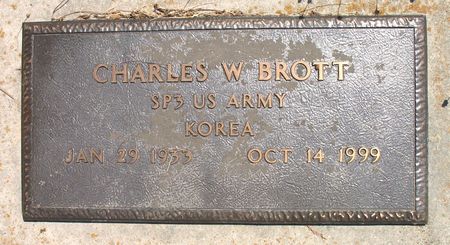 CHARLES W BROTT
SP3 US ARMY
KOREA
JAN 29 1933 OCT 14 1999